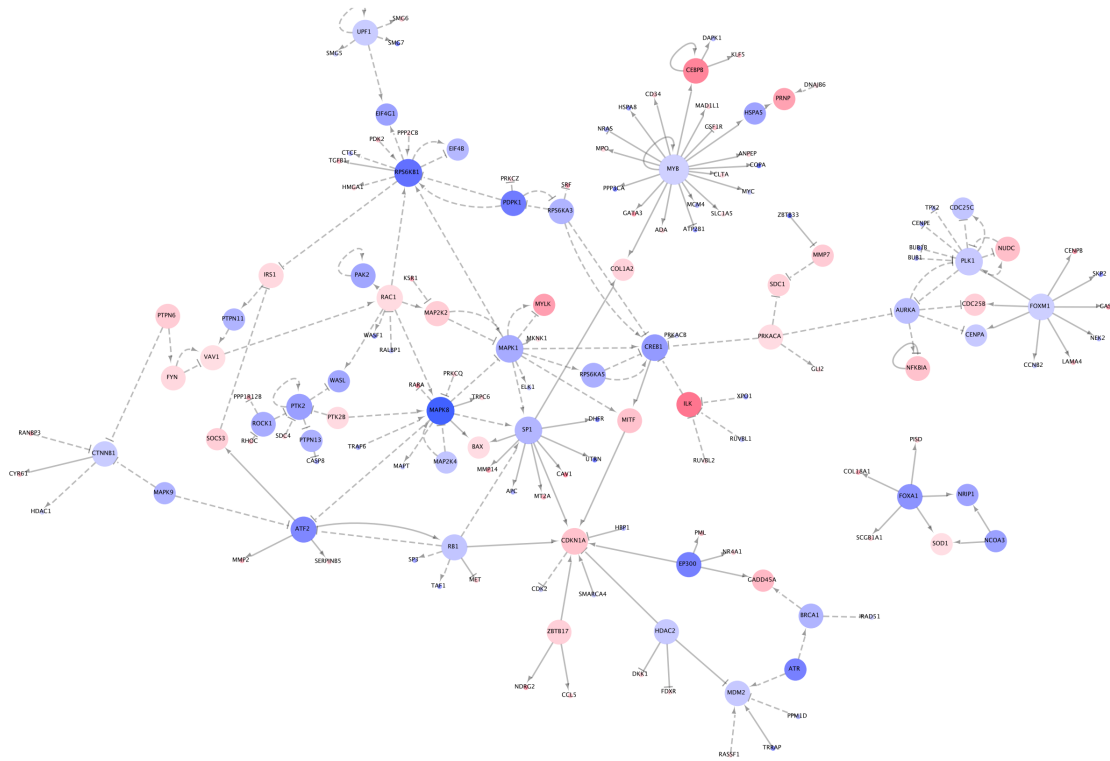 SMG6
UPF1
SMG7
SMG5
DAPK1
KLF5
CEBPB
DNAJB6
CD34
PRNP
MAD1L1
HSPA8
EIF4G1
HSPA5
CSF1R
NRAS
PPP2CB
PDK2
MPO
EIF4B
CTCF
ANPEP
TGFB1
COPA
MYB
RPS6KB1
CLTA
PRKCZ
HMGA1
SRF
PPP3CA
MYC
PDPK1
MCM4
RPS6KA3
GATA3
SLC1A5
ZBTB33
TPX2
CDC25C
ADA
ATP2B1
CENPE
BUB1B
NUDC
CENPB
MMP7
BUB1
PLK1
COL1A2
SKP2
IRS1
PAK2
KSR1
SDC1
RAC1
MYLK
CDC25B
FOXM1
GAS1
AURKA
MAP2K2
PTPN6
PTPN11
WASF1
MKNK1
PRKACB
PRKACA
CENPA
NEK2
RALBP1
MAPK1
CREB1
VAV1
LAMA4
CCNB2
GLI2
NFKBIA
FYN
WASL
RPS6KA5
PRKCQ
RARA
ELK1
PPP1R12B
TRPC6
XPO1
PTK2
MAPK8
ILK
PTK2B
DHFR
MITF
ROCK1
SDC4
SP1
RANBP3
SOCS3
RHOC
PTPN13
TRAF6
BAX
RUVBL1
PISD
CTNNB1
CASP8
MAPT
MAP2K4
UTRN
RUVBL2
CYR61
MMP14
CAV1
COL18A1
MAPK9
APC
MT2A
FOXA1
NRIP1
HDAC1
ATF2
HBP1
SCGB1A1
CDKN1A
PML
SOD1
NCOA3
RB1
NR4A1
MMP2
SERPINB5
SP3
EP300
TAF1
MET
CDK2
SMARCA4
GADD45A
BRCA1
RAD51
ZBTB17
HDAC2
ATR
DKK1
NDRG2
CCL5
FDXR
MDM2
PPM1D
RASSF1
TRRAP